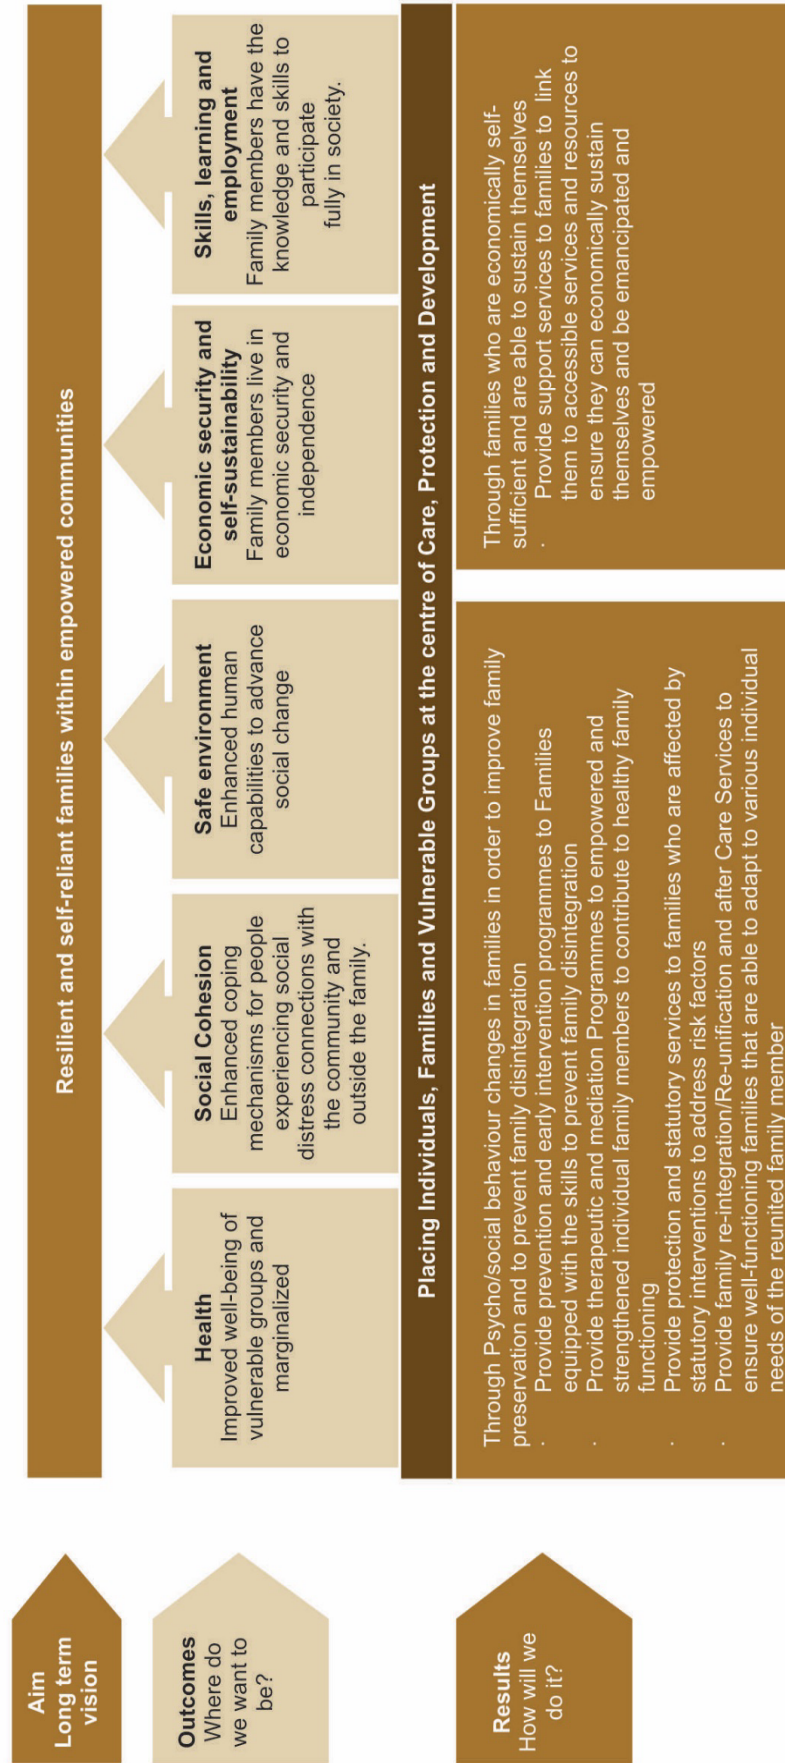 Aim
Long term
vision
Resilient and self-reliant families within empowered communities
Outcomes
Where do
we want to
be?
Health
Improved well-being of
vulnerable groups and
marginalized
Social Cohesion
Enhanced coping
mechanisms for people
experiencing social
distress connections with
the community and
outside the family.
Safe environment
Enhanced human
capabilities to advance
social change
Economic security and
self-sustainability
Family members live in
economic security and
independence
Skills, learning and
employment
Family members have the
knowledge and skills to
participate
fully in society.
Placing Individuals, Families and Vulnerable Groups at the centre of Care, Protection and Development
Results
How will we
do it?
Through Psycho/social behaviour changes in families in order to improve family
preservation and to prevent family disintegration
· Provide prevention and early intervention programmes to Families
equipped with the skills to prevent family disintegration
· Provide therapeutic and mediation Programmes to empowered and
strengthened individual family members to contribute to healthy family
functioning
· Provide protection and statutory services to families who are affected by
statutory interventions to address risk factors
· Provide family re-integration/Re-unification and after Care Services to
ensure well-functioning families that are able to adapt to various individual
needs of the reunited family member
Through families who are economically self-
sufficient and are able to sustain themselves
· Provide support services to families to link
them to accessible services and resources to
ensure they can economically sustain
themselves and be emancipated and
empowered